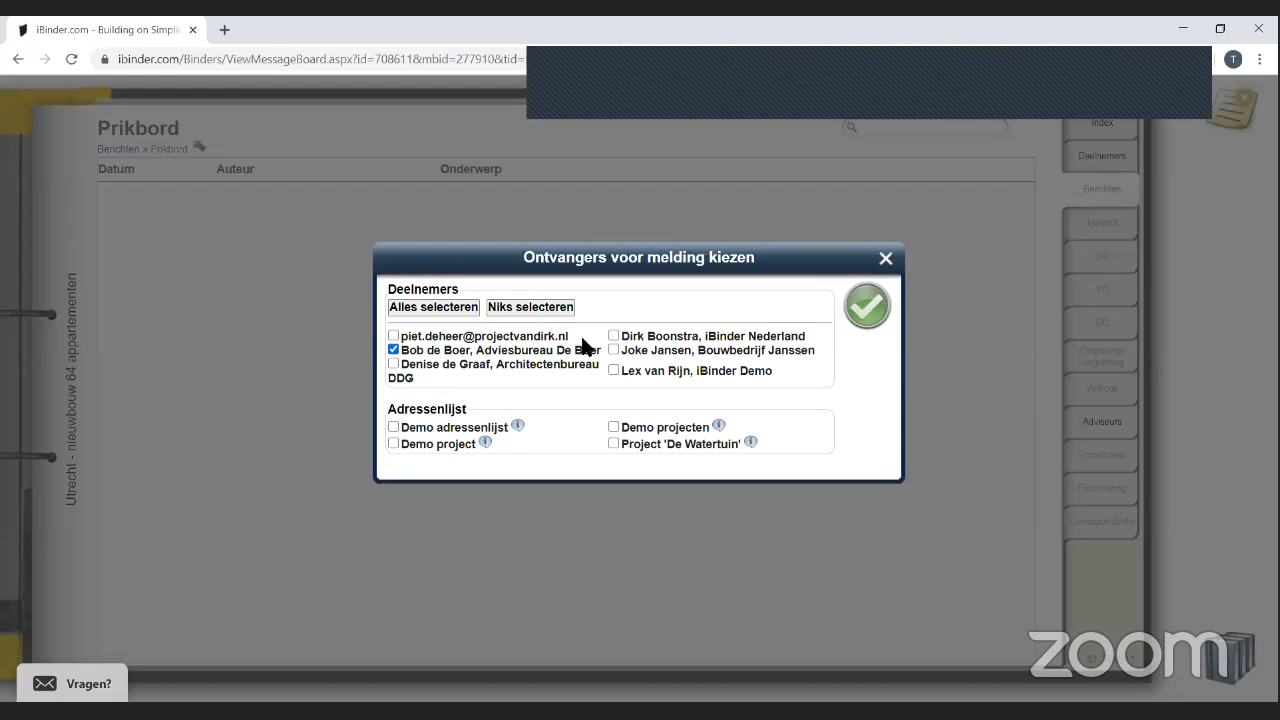 iBinder.com - Building on Simpli
ibinder.com/Binders/ViewMessageBoard.aspx?id=708611&mbid=277910&tid=
T
Prikbord
Berichten » Prikbord
Datum Auteur Onderwerp
Index
Deelnemers
Berichten
Initiatief
SO
VO
DO
Omgevings
vergunning
Verkoop
Adviseurs
Grondzaken
Financiering
Correspondentie
Utrecht - nieuwbouw 64 appartementen
Ontvangers voor melding kiezen
Deelnemers
Alles selecteren Niks selecteren
piet.deheer@projectvandirk.nl Dirk Boonstra, iBinder Nederland
Bob de Boer, Adviesbureau De Boer Joke Jansen, Bouwbedrijf Janssen
Denise de Graaf, Architectenbureau
DDG
Lex van Rijn, iBinder Demo
Adressenlijst
Demo adressenlijst Demo projecten
Demo project Project 'De Watertuin'
Vragen?
zoom